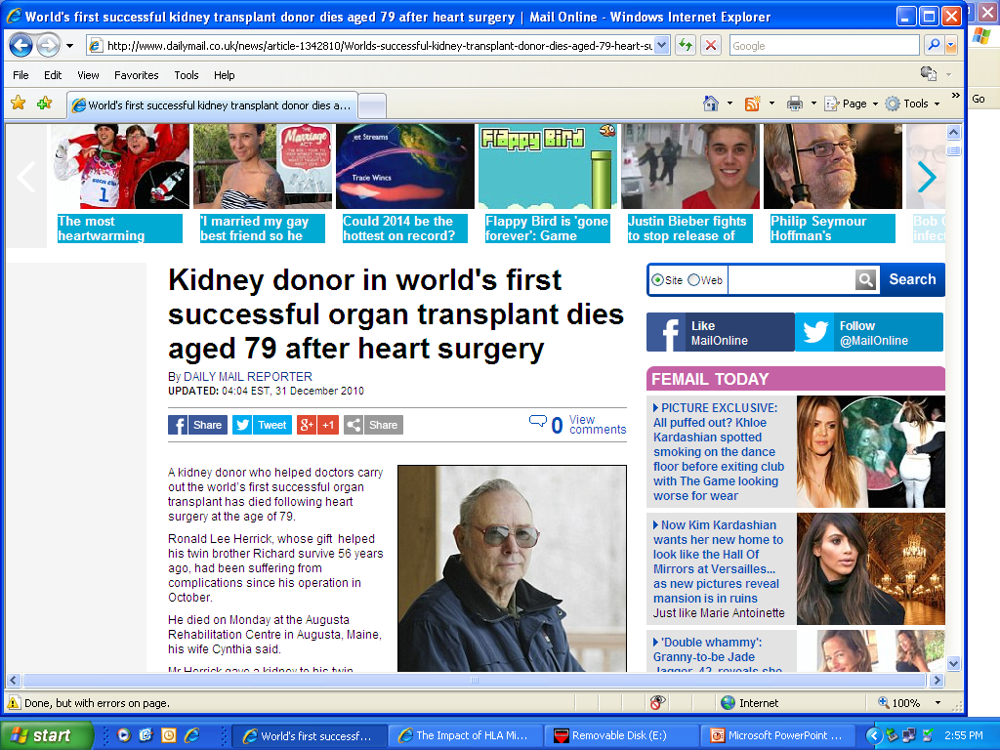 World's first successful kidney transplant donor dies aged 79 after heart surgery | Mail Online - Windows Internet Explorer
http://www.dailymail.co.uk/news/article-1342810/Worlds-successful-kidney-transplant-donor-dies-aged-79-heart-su
Google
File Edit View Favorites Tools Help
World's first successful kidney transplant donor dies a...
Page Tools
Go
et Streams
Trace Winds
The Marriage Act
Flappy Bird
The most
heartwarming
'I married my gay
best friend so he
Could 2014 be the
hottest on record?
Flappy Bird is 'gone
forever': Game
Justin Bieber fights
to stop release of
Philip Seymour
Hoffman's
Bob C
infec
Kidney donor in world's first
successful organ transplant dies
aged 79 after heart surgery
By DAILY MAIL REPORTER
UPDATED: 04:04 EST, 31 December 2010
Share Tweet +1 Share
0 View
comments
A kidney donor who helped doctors carry
out the world's first successful organ
transplant has died following heart
surgery at the age of 79.
Ronald Lee Herrick, whose gift helped
his twin brother Richard survive 56 years
ago, had been suffering from
complications since his operation in
October.
He died on Monday at the Augusta
Rehabilitation Centre in Augusta, Maine,
his wife Cynthia said.
Mr Herrick gave a kidney to his twin
Site Web Search
Like
MailOnline
Follow
@MailOnline
FEMAIL TODAY
PICTURE EXCLUSIVE:
All puffed out? Khloe
Kardashian spotted
smoking on the dance
floor before exiting club
with The Game looking
worse for wear
Now Kim Kardashian
wants her new home to
look like the Hall Of
Mirrors at Versailles...
as new pictures reveal
mansion is in ruins
Just like Marie Antoinette
'Double whammy':
Granny-to-be Jade
Jagger, 42, reveals she
Done, but with errors on page.
Internet
100%
start
World's first successf...
The Impact of HLA Mi...
Removable Disk (E:)
Microsoft PowerPoint ...
2:55 PM